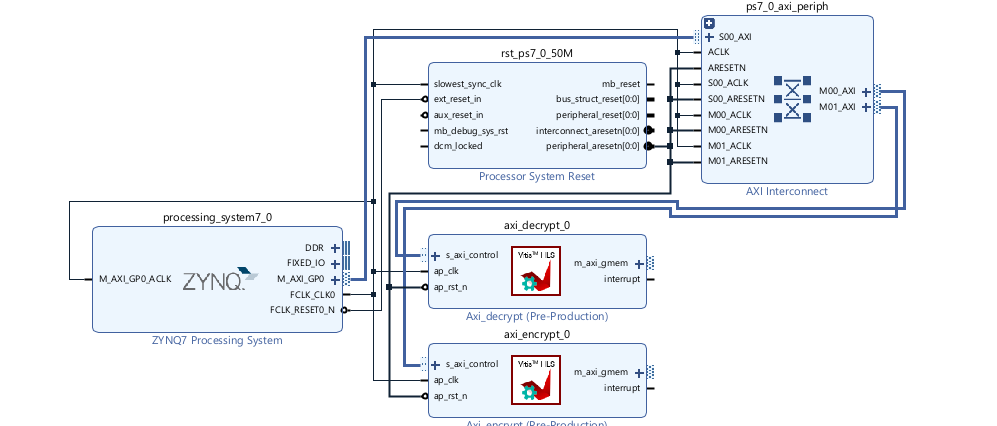 ps7_0_axi_periph
S00_AXI
ACLK
ARESETN
S00_ACLK
S00_ARESETN
M00_ACLK
M00_ARESETN
M01_ACLK
M01_ARESETN
M00_AXI
M01_AXI
AXI Interconnect
rst_ps7_0_50M
slowest_sync_clk
ext_reset_in
aux_reset_in
mb_debug_sys_rst
dcm_locked
mb_reset
bus_struct_reset[0:0]
peripheral_reset[0:0]
interconnect_aresetn[0:0]
peripheral_aresetn[0:0]
Processor System Reset
processing_system7_0
M_AXI_GP0_ACLK
ZYNQ.
DDR
FIXED_IO
M_AXI_GP0
FCLK_CLK0
FCLK_RESET0_N
ZYNQ7 Processing System
axi_decrypt_0
s_axi_control
ap_clk
ap_rst_n
Vitis™ HLS
m_axi_gmem
interrupt
Axi_decrypt (Pre-Production)
axi_encrypt_0
s_axi_control
ap_clk
ap_rst_n
Vitis™ HLS
m_axi_gmem
interrupt
Axi_encrypt (Pre-Production)